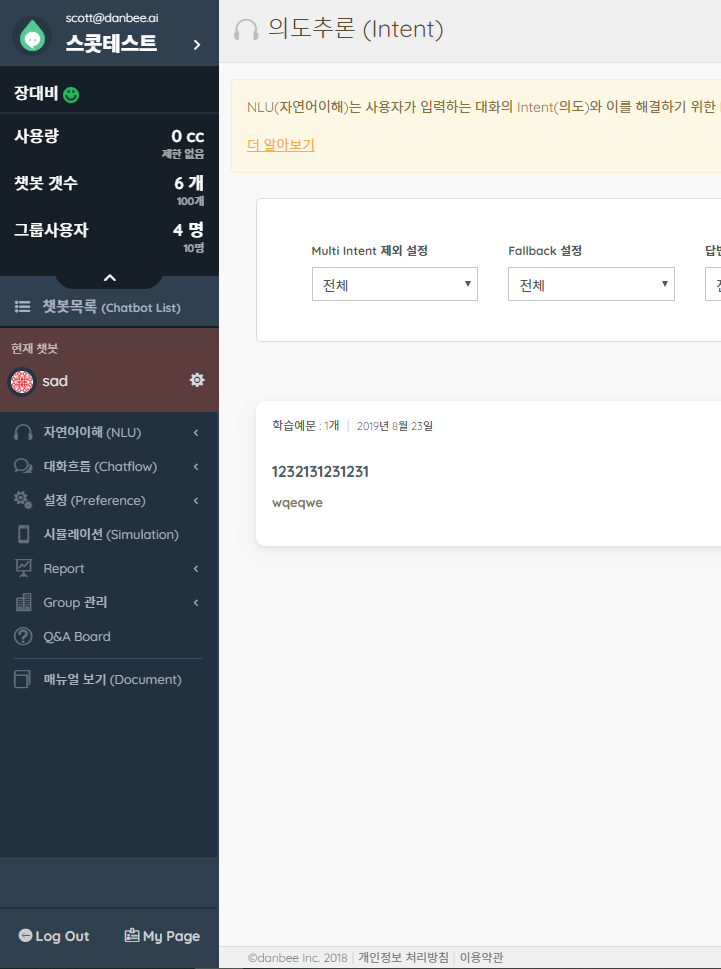 scott@danbee.ai
스콧테스트
장대비
사용량 0 cc
제한 없음
챗봇 갯수 6 개
100개
그룹사용자 4 명
10명
챗봇목록 (Chatbot List)
현재 챗봇
sad
자연어이해 (NLU)
대화흐름 (Chatflow)
설정 (Preference)
시뮬레이션 (Simulation)
Report
Group 관리
Q&A Board
매뉴얼 보기 (Document)
Log Out My Page
의도추론 (Intent)
NLU(자연어이해)는 사용자가 입력하는 대화의 Intent(의도)와 이를 해결하기 위한
더 알아보기
Multi Intent 제외 설정 Fallback 설정
전체 전체
학습예문 : 1개 | 2019년 8월 23일
1232131231231
wqeqwe
©danbee Inc. 2018 | 개인정보 처리방침 | 이용약관